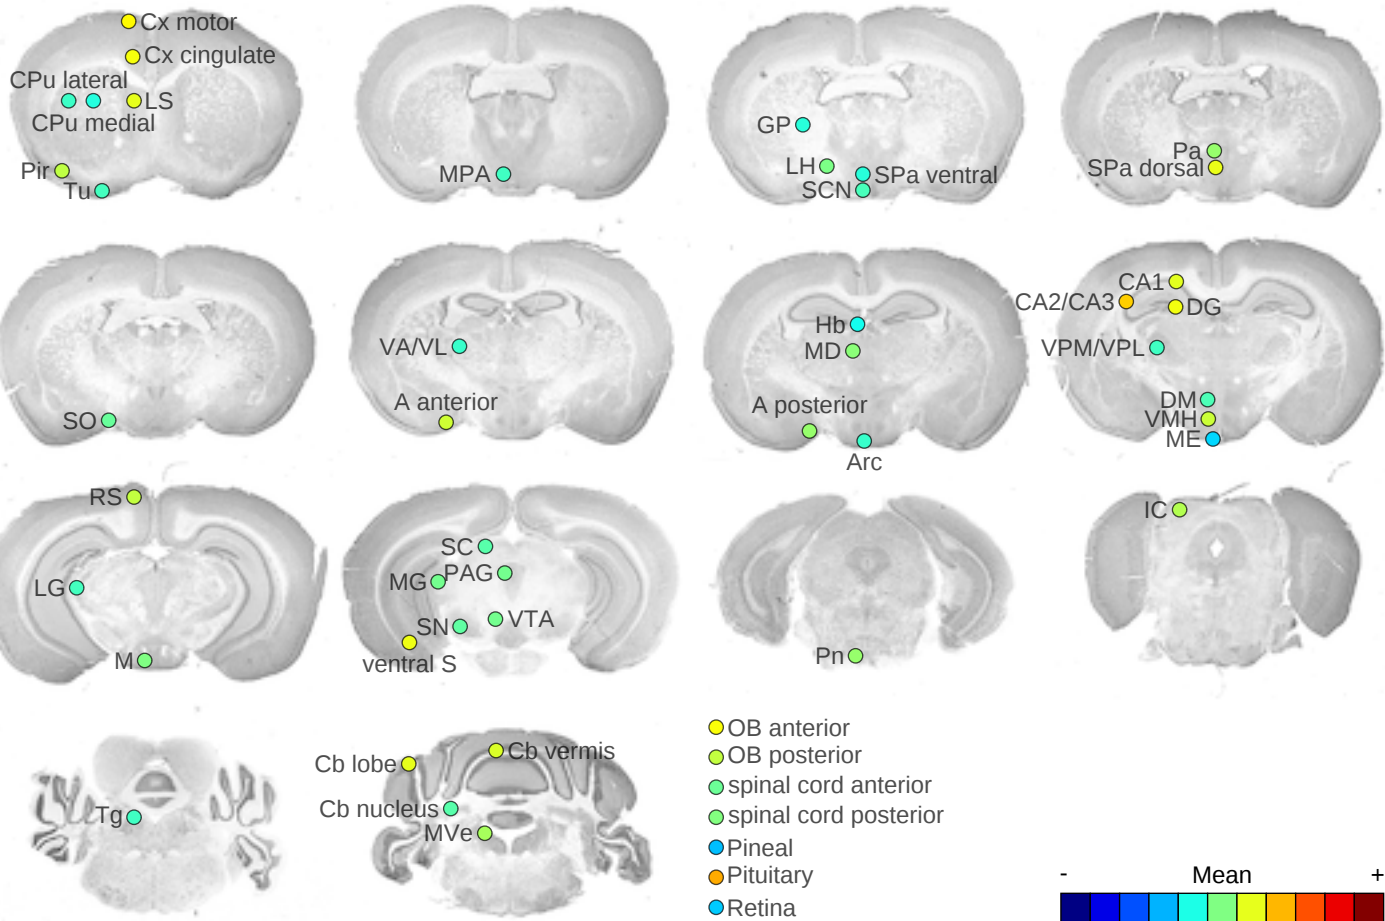 Cx motor
Cx cingulate
CPu lateral
LS
CPu medial
Pir
Tu
MPA
GP
LH
SPa ventral
SCN
Pa
SPa dorsal
SO
VA/VL
A anterior
Hb
MD
A posterior
Arc
CA1
CA2/CA3
DG
VPM/VPL
DM
VMH
ME
RS
LG
M
SC
MG
PAG
SN
VTA
ventral S
Pn
IC
Tg
Cb lobe
Cb vermis
Cb nucleus
MVe
OB anterior
OB posterior
spinal cord anterior
spinal cord posterior
Pineal
Pituitary
Retina
- Mean +